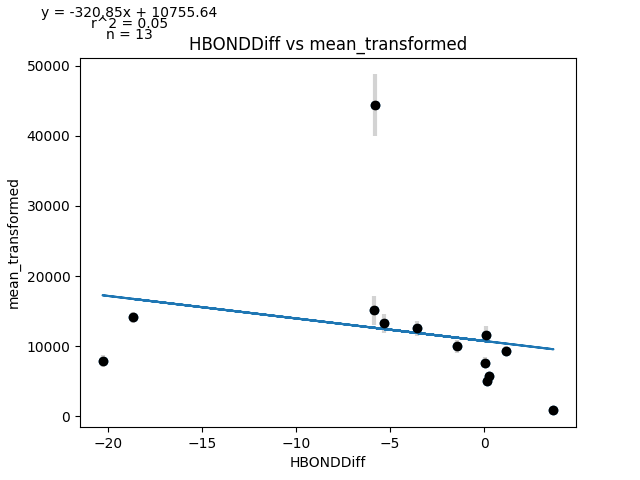 y = -320.85x + 10755.64
r^2 = 0.05
n = 13
HBONDDiff vs mean_transformed
50000
40000
30000
20000
10000
0
mean_transformed
−20
−15
−10
−5
0
HBONDDiff